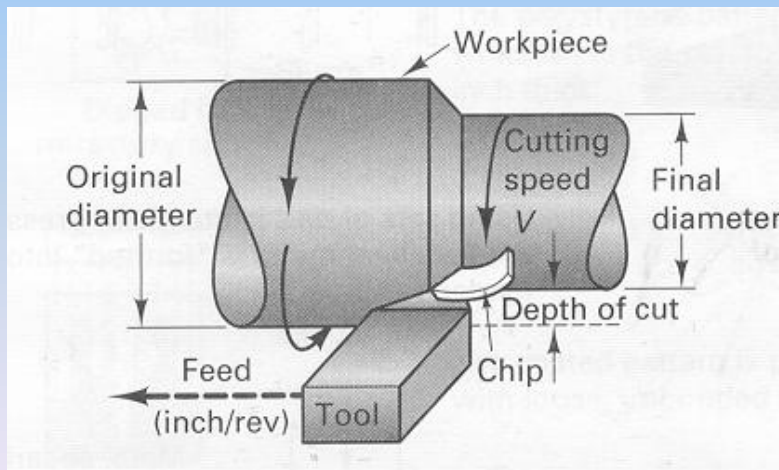 Workpiece
Original
diameter
Cutting
speed
V
Final
diameter
Depth of cut
Chip
Feed
(inch/rev)
Tool